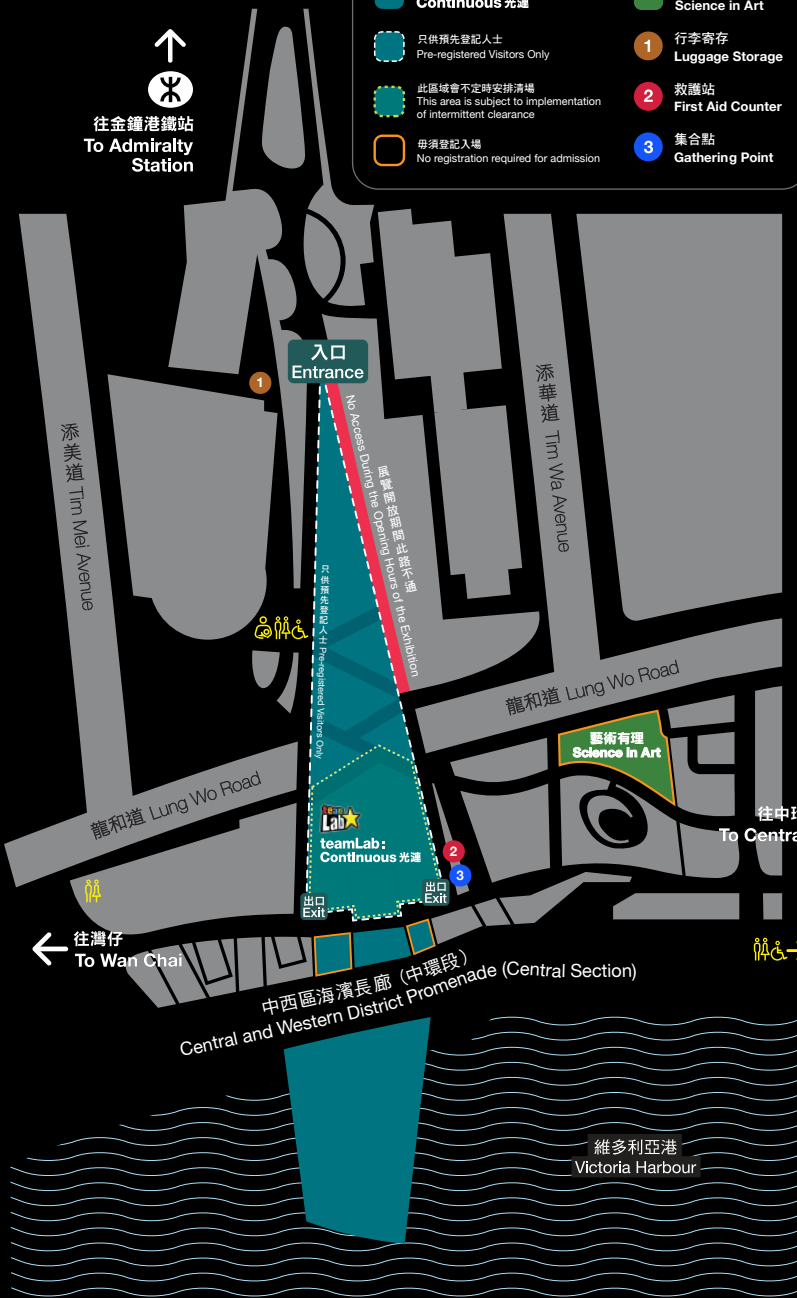 Continuous 光漣
Science in Art
只供預先登記人士
Pre-registered Visitors Only
1
行李寄存
Luggage Storage
此區域會不定時安排清場
This area is subject to implementation
of intermittent clearance
2
救護站
First Aid Counter
毋須登記入場
No registration required for admission
3
集合點
Gathering Point
往金鐘港鐵站
To Admiralty
Station
入口
Entrance
1
添美道 Tim Mei Avenue
添華道 Tim Wa Avenue
展覽開放期間此路不通
No Access During the Opening Hours of the Exhibition
只供預先登記人士 Pre-registered Visitors Only
龍和道 Lung Wo Road
藝術有理
Science in Art
龍和道 Lung Wo Road
team
Lab
teamLab:
Continuous 光漣
往中
To Centra
2
3
出口
Exit
出口
Exit
往灣仔
To Wan Chai
中西區海濱長廊（中環段）
Central and Western District Promenade (Central Section)
維多利亞港
Victoria Harbour